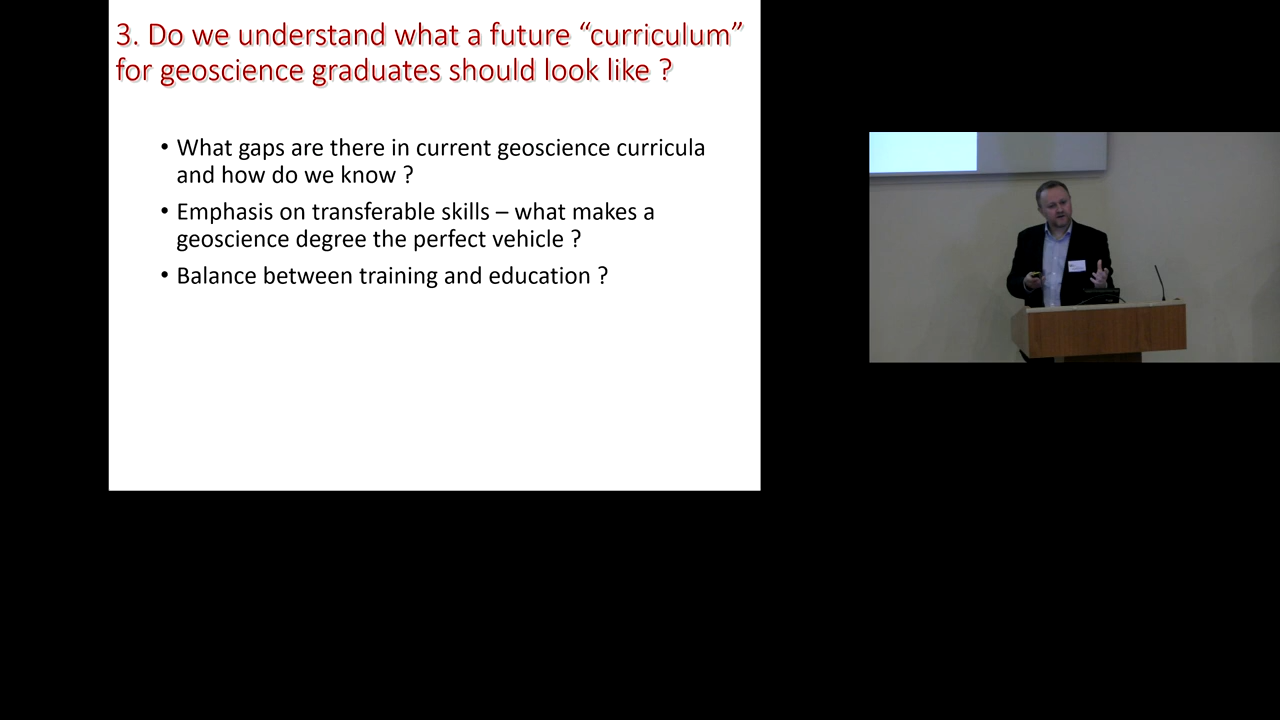 3. Do we understand what a future “curriculum”
for geoscience graduates should look like ?
• What gaps are there in current geoscience curricula
and how do we know ?
• Emphasis on transferable skills – what makes a
geoscience degree the perfect vehicle ?
• Balance between training and education ?